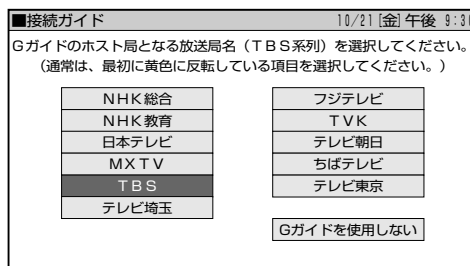 ■接続ガイド 10/21[金]午後 9:30
Gガイドのホスト局となる放送局名（TBS系列）を選択してください。
（通常は、最初に黄色に反転している項目を選択してください。）
NHK総合
NHK教育
日本テレビ
MXTV
TBS
テレビ埼玉
フジテレビ
TVK
テレビ朝日
ちばテレビ
テレビ東京
Gガイドを使用しない